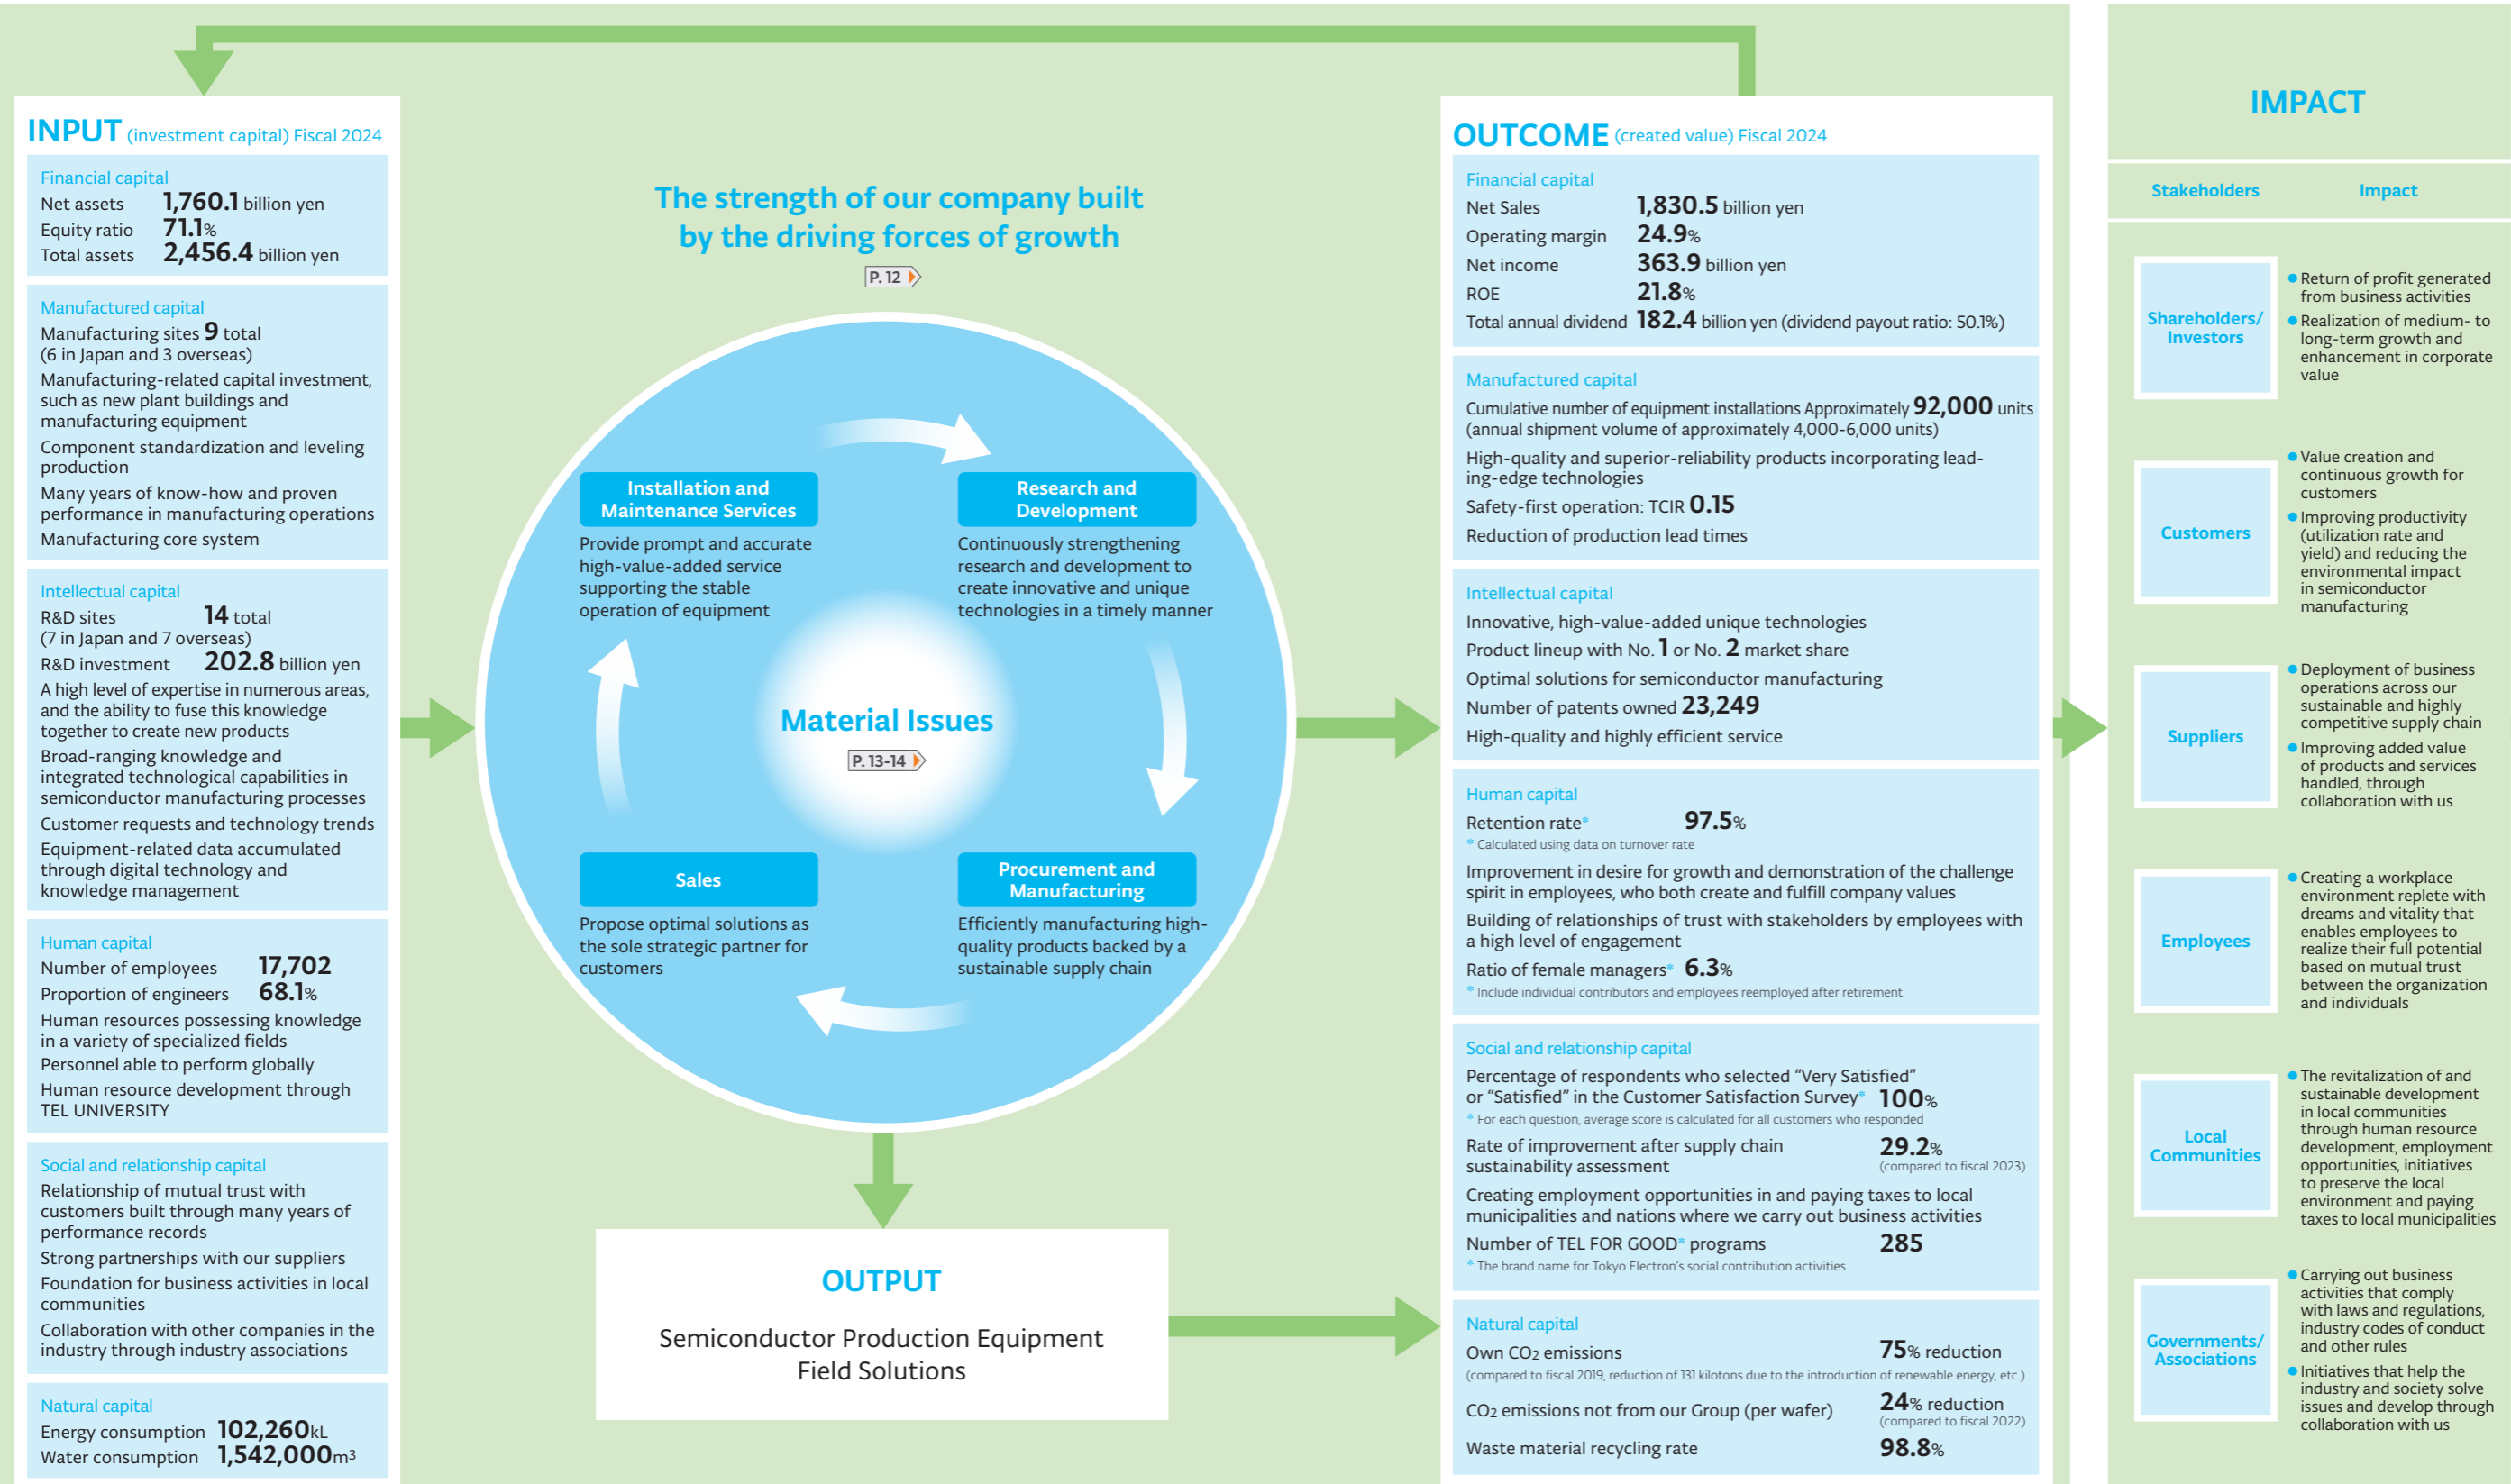 INPUT (investment capital) Fiscal 2024
Financial capital
Net assets 1,760.1 billion yen
Equity ratio 71.1%
Total assets 2,456.4 billion yen
Manufactured capital
Manufacturing sites 9 total
(6 in Japan and 3 overseas)
Manufacturing-related capital investment,
such as new plant buildings and
manufacturing equipment
Component standardization and leveling
production
Many years of know-how and proven
performance in manufacturing operations
Manufacturing core system
Intellectual capital
R&D sites 14 total
(7 in Japan and 7 overseas)
R&D investment 202.8 billion yen
A high level of expertise in numerous areas,
and the ability to fuse this knowledge
together to create new products
Broad-ranging knowledge and
integrated technological capabilities in
semiconductor manufacturing processes
Customer requests and technology trends
Equipment-related data accumulated
through digital technology and
knowledge management
Human capital
Number of employees 17,702
Proportion of engineers 68.1%
Human resources possessing knowledge
in a variety of specialized fields
Personnel able to perform globally
Human resource development through
TEL UNIVERSITY
Social and relationship capital
Relationship of mutual trust with
customers built through many years of
performance records
Strong partnerships with our suppliers
Foundation for business activities in local
communities
Collaboration with other companies in the
industry through industry associations
Natural capital
Energy consumption 102,260kL
Water consumption 1,542,000m³
The strength of our company built
by the driving forces of growth
P. 12
Installation and
Maintenance Services
Provide prompt and accurate
high-value-added service
supporting the stable
operation of equipment
Research and
Development
Continuously strengthening
research and development to
create innovative and unique
technologies in a timely manner
Material Issues
P. 13-14
Sales
Propose optimal solutions as
the sole strategic partner for
customers
Procurement and
Manufacturing
Efficiently manufacturing high-
quality products backed by a
sustainable supply chain
OUTPUT
Semiconductor Production Equipment
Field Solutions
OUTCOME (created value) Fiscal 2024
Financial capital
Net Sales 1,830.5 billion yen
Operating margin 24.9%
Net income 363.9 billion yen
ROE 21.8%
Total annual dividend 182.4 billion yen (dividend payout ratio: 50.1%)
Manufactured capital
Cumulative number of equipment installations Approximately 92,000 units
(annual shipment volume of approximately 4,000-6,000 units)
High-quality and superior-reliability products incorporating lead-
ing-edge technologies
Safety-first operation: TCIR 0.15
Reduction of production lead times
Intellectual capital
Innovative, high-value-added unique technologies
Product lineup with No. 1 or No. 2 market share
Optimal solutions for semiconductor manufacturing
Number of patents owned 23,249
High-quality and highly efficient service
Human capital
Retention rate* 97.5%
* Calculated using data on turnover rate
Improvement in desire for growth and demonstration of the challenge
spirit in employees, who both create and fulfill company values
Building of relationships of trust with stakeholders by employees with
a high level of engagement
Ratio of female managers* 6.3%
* Include individual contributors and employees reemployed after retirement
Social and relationship capital
Percentage of respondents who selected “Very Satisfied”
or “Satisfied” in the Customer Satisfaction Survey* 100%
* For each question, average score is calculated for all customers who responded
Rate of improvement after supply chain 29.2%
sustainability assessment (compared to fiscal 2023)
Creating employment opportunities in and paying taxes to local
municipalities and nations where we carry out business activities
Number of TEL FOR GOOD* programs 285
* The brand name for Tokyo Electron’s social contribution activities
Natural capital
Own CO2 emissions 75% reduction
(compared to fiscal 2019, reduction of 131 kilotons due to the introduction of renewable energy, etc.)
CO2 emissions not from our Group (per wafer) 24% reduction
(compared to fiscal 2022)
Waste material recycling rate 98.8%
IMPACT
Stakeholders Impact
Shareholders/
Investors
● Return of profit generated
from business activities
● Realization of medium- to
long-term growth and
enhancement in corporate
value
Customers
● Value creation and
continuous growth for
customers
● Improving productivity
(utilization rate and
yield) and reducing the
environmental impact
in semiconductor
manufacturing
Suppliers
● Deployment of business
operations across our
sustainable and highly
competitive supply chain
● Improving added value
of products and services
handled, through
collaboration with us
Employees
● Creating a workplace
environment replete with
dreams and vitality that
enables employees to
realize their full potential
based on mutual trust
between the organization
and individuals
Local
Communities
● The revitalization of and
sustainable development
in local communities
through human resource
development, employment
opportunities, initiatives
to preserve the local
environment and paying
taxes to local municipalities
Governments/
Associations
● Carrying out business
activities that comply
with laws and regulations,
industry codes of conduct
and other rules
● Initiatives that help the
industry and society solve
issues and develop through
collaboration with us